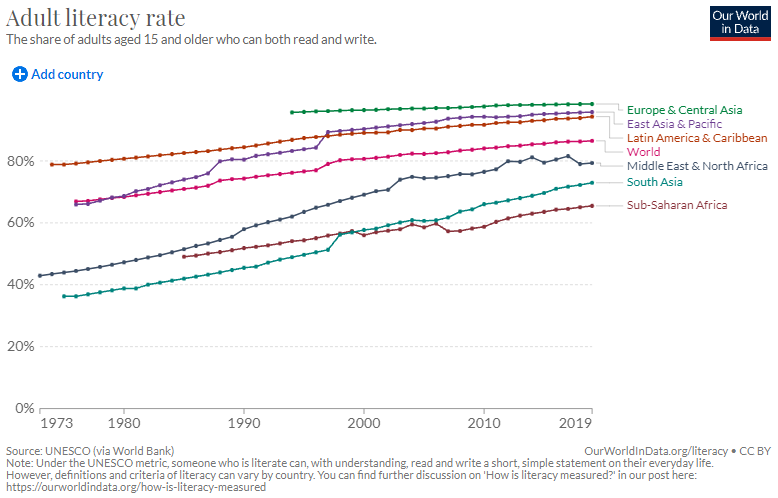 Adult literacy rate
The share of adults aged 15 and older who can both read and write.
Our World
in Data
Add country
Europe & Central Asia
East Asia & Pacific
Latin America & Caribbean
World
Middle East & North Africa
South Asia
Sub-Saharan Africa
80%
60%
40%
20%
0%
1973 1980 1990 2000 2010 2019
Source: UNESCO (via World Bank)
OurWorldInData.org/literacy • CC BY
Note: Under the UNESCO metric, someone who is literate can, with understanding, read and write a short, simple statement on their everyday life.
However, definitions and criteria of literacy can vary by country. You can find further discussion on 'How is literacy measured?' in our post here:
https://ourworldindata.org/how-is-literacy-measured